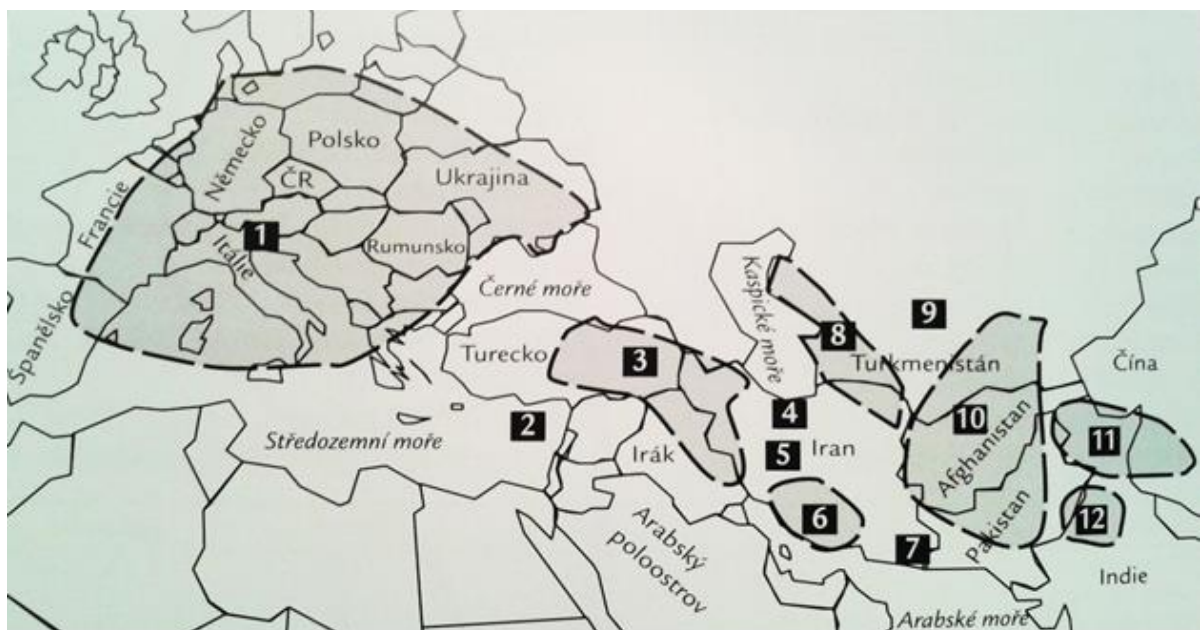 Německo
Polsko
ČR
Ukrajina
Francie
1
Itálie
Rumunsko
Španělsko
Černé moře
Kaspické moře
Turecko
3
8
9
Turkmenistán
Čína
Středozemní moře
2
4
5
Irán
Irák
10
Afghanistan
11
6
7
12
Pakistan
Arabský
poloostrov
Indie
Arabské moře